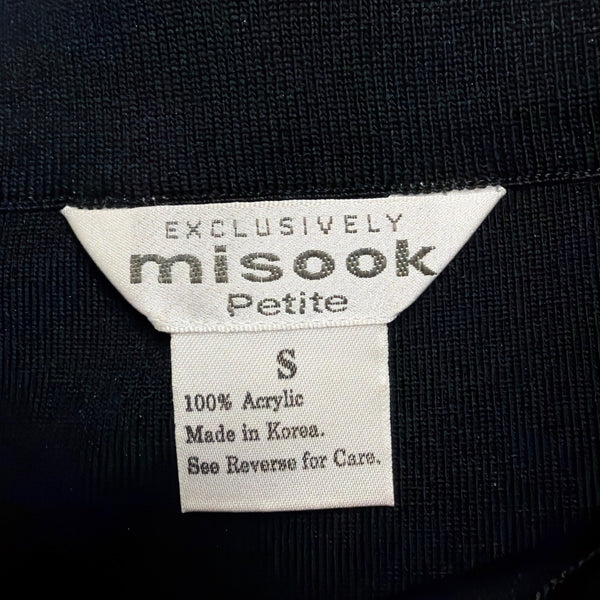 EXCLUSIVELY
misook
Petite
S
100% Acrylic
Made in Korea.
See Reverse for Care.